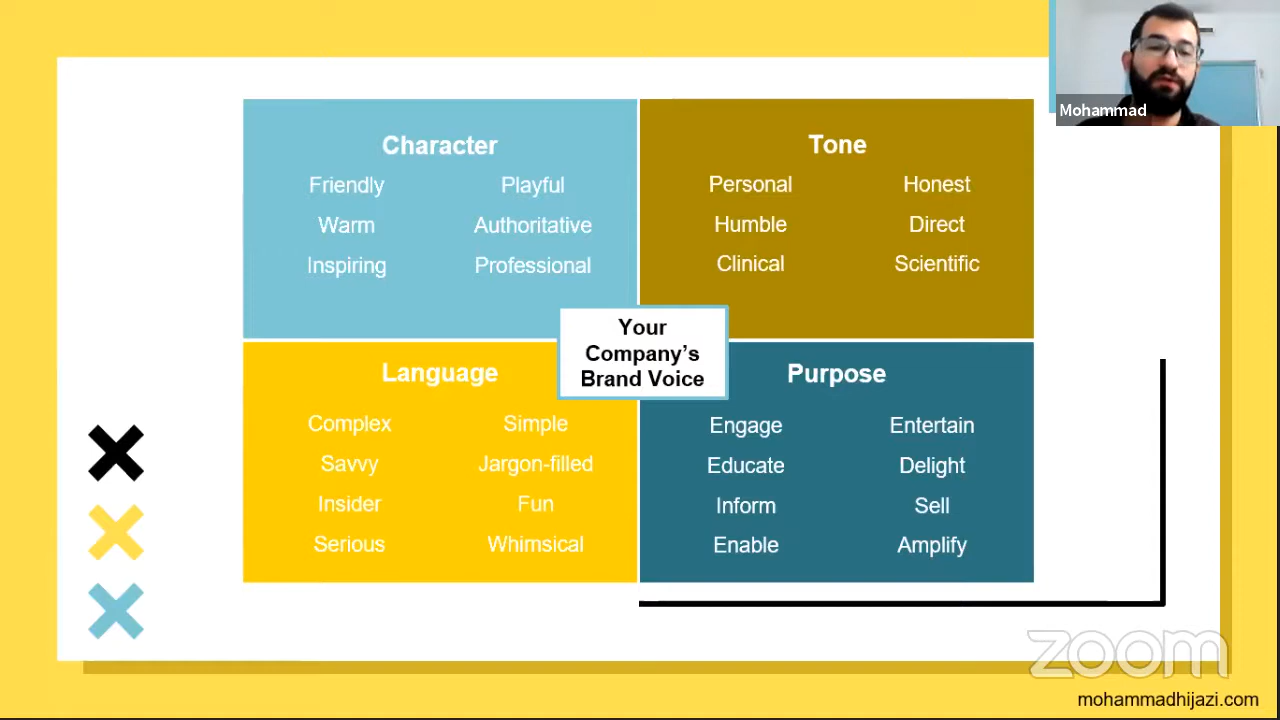 Mohammad
Character
Friendly Playful
Warm Authoritative
Inspiring Professional
Tone
Personal Honest
Humble Direct
Clinical Scientific
Your
Company's
Brand Voice
Language
Complex Simple
Savvy Jargon-filled
Insider Fun
Serious Whimsical
Purpose
Engage Entertain
Educate Delight
Inform Sell
Enable Amplify
zoom
mohammadhijazi.com